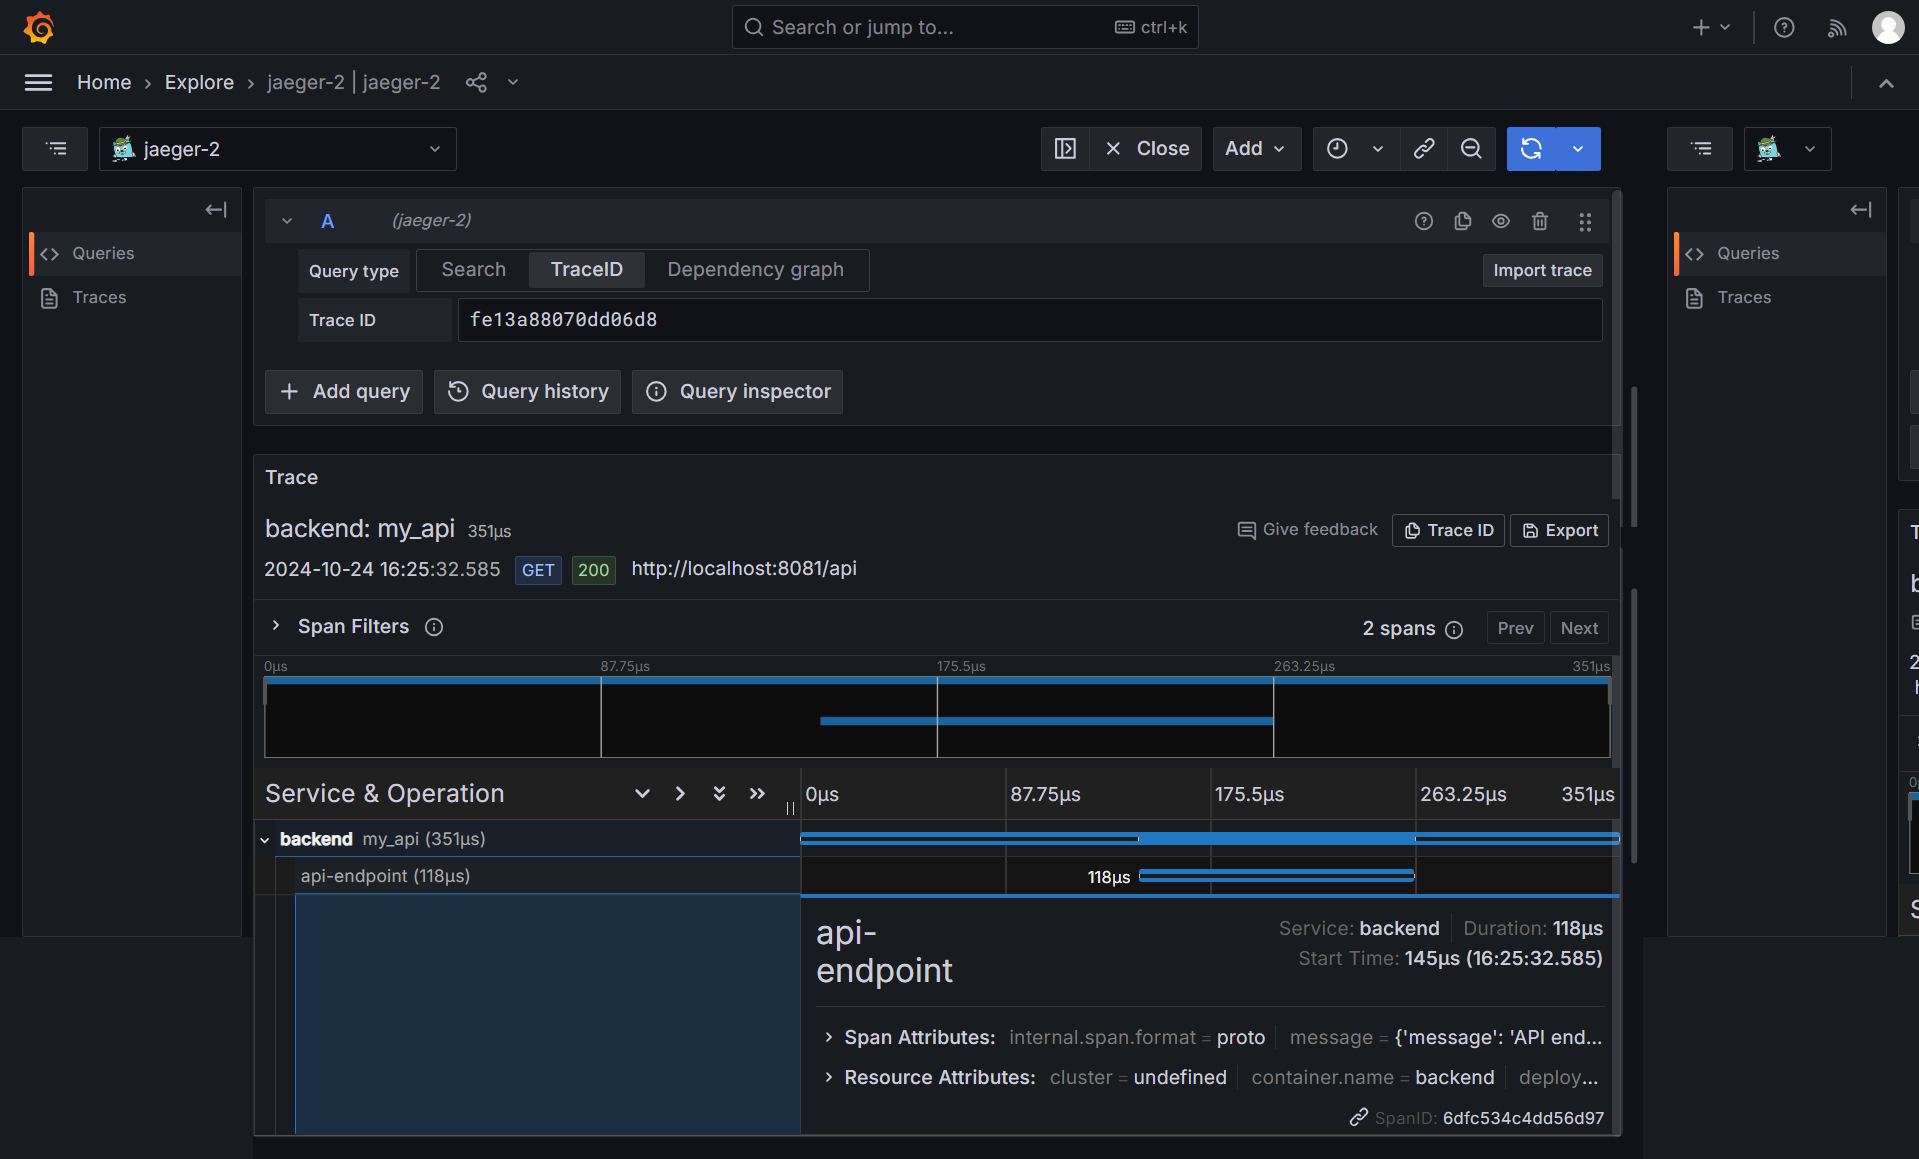 Search or jump to... ctrl+k
Home › Explore › jaeger-2 | jaeger-2
jaeger-2
Close
Add
Queries
Traces
A (jaeger-2)
Query type Search TraceID Dependency graph Import trace
Trace ID fe13a88070dd06d8
Add query Query history Query inspector
Trace
backend: my_api 351μs
Give feedback Trace ID Export
2024-10-24 16:25:32.585 GET 200 http://localhost:8081/api
Span Filters
2 spans Prev Next
0μs 87.75μs 175.5μs 263.25μs 351μs
Service & Operation
0μs 87.75μs 175.5μs 263.25μs 351μs
backend my_api (351μs)
api-endpoint (118μs) 118μs
api-
endpoint
Service: backend Duration: 118μs
Start Time: 145μs (16:25:32.585)
Span Attributes: internal.span.format = proto message = {'message': 'API end...
Resource Attributes: cluster = undefined container.name = backend deploy...
SpanID: 6dfc534c4dd56d97
Queries
Traces